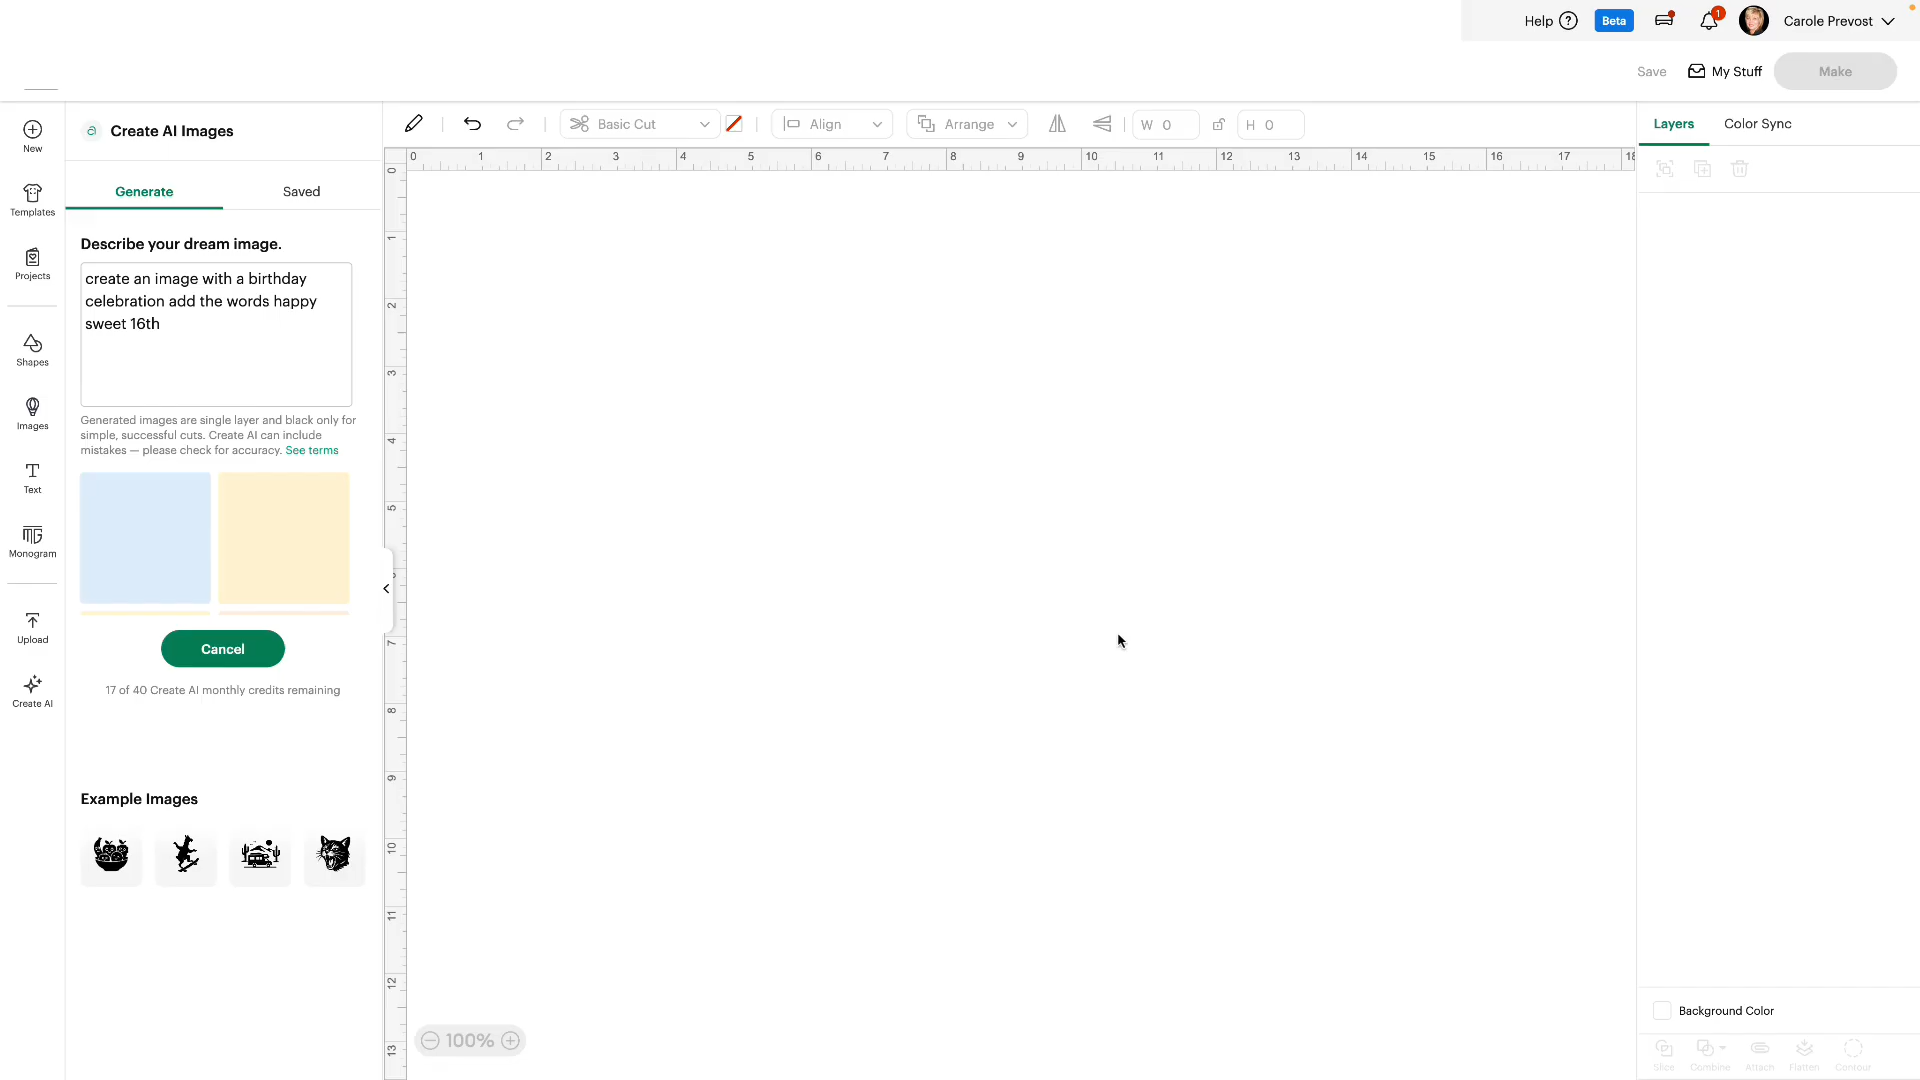 Help
Beta
1
Carole Prevost
Save
My Stuff
Make
New
Templates
Projects
Shapes
Images
Text
Monogram
Upload
Create AI
Create AI Images
Generate
Saved
Describe your dream image.
create an image with a birthday
celebration add the words happy
sweet 16th
Generated images are single layer and black only for
simple, successful cuts. Create AI can include
mistakes — please check for accuracy. See terms
Cancel
17 of 40 Create AI monthly credits remaining
Example Images
Basic Cut
Align
Arrange
W 0
H 0
0 1 2 3 4 5 6 7 8 9 10 11 12 13 14 15 16 17 18
0
1
2
3
4
5
7
8
9
10
11
12
13
100%
Layers
Color Sync
Background Color
Slice
Combine
Attach
Flatten
Contour